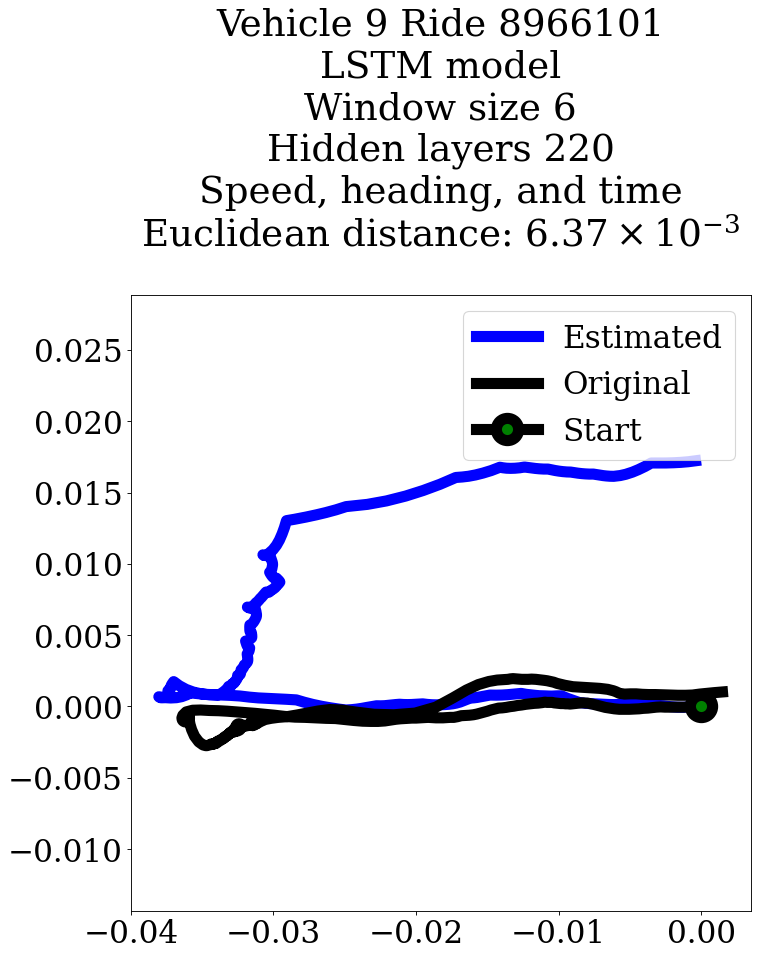 Vehicle 9 Ride 8966101
LSTM model
Window size 6
Hidden layers 220
Speed, heading, and time
Euclidean distance: 6.37 × 10⁻³
Estimated
Original
Start
0.025
0.020
0.015
0.010
0.005
0.000
−0.005
−0.010
−0.04 −0.03 −0.02 −0.01 0.00